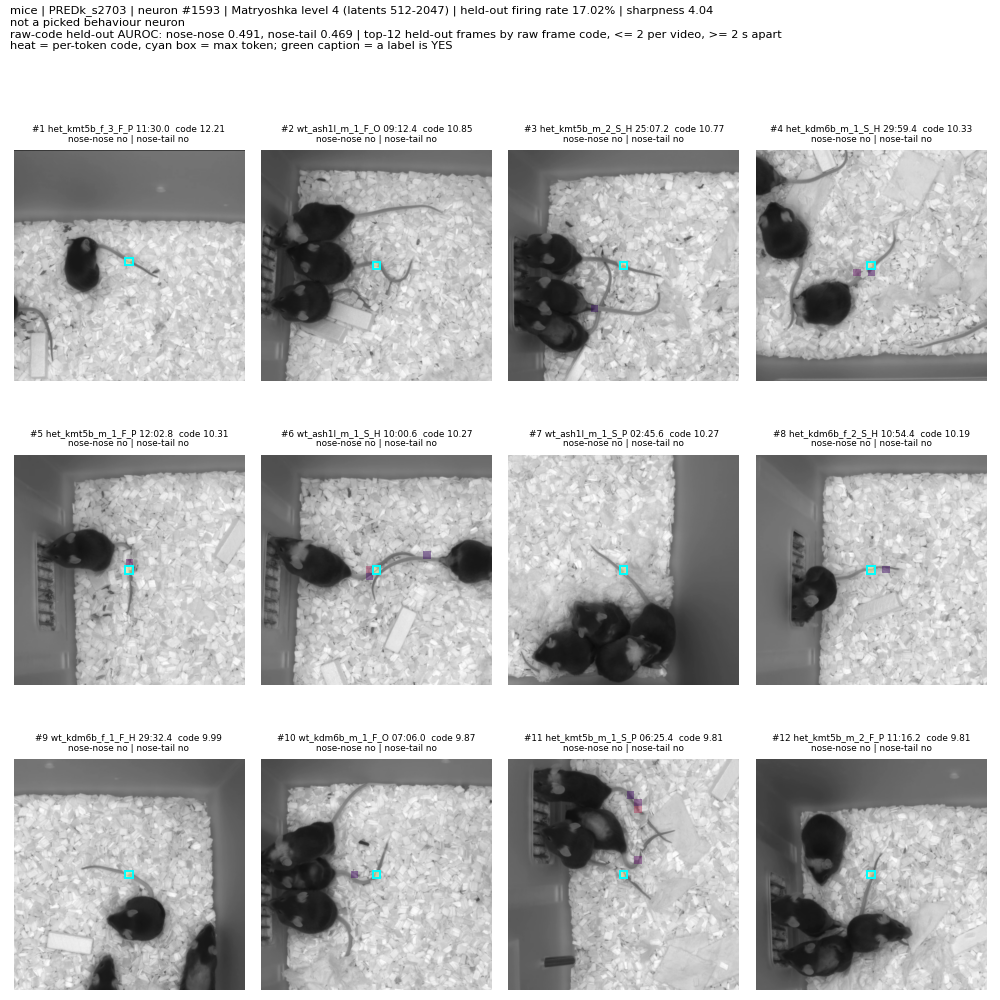 mice | PREDk_s2703 | neuron #1593 | Matryoshka level 4 (latents 512-2047) | held-out firing rate 17.02% | sharpness 4.04
not a picked behaviour neuron
raw-code held-out AUROC: nose-nose 0.491, nose-tail 0.469 | top-12 held-out frames by raw frame code, <= 2 per video, >= 2 s apart
heat = per-token code, cyan box = max token; green caption = a label is YES
#1 het_kmt5b_f_3_F_P 11:30.0 code 12.21
nose-nose no | nose-tail no
#2 wt_ash1l_m_1_F_O 09:12.4 code 10.85
nose-nose no | nose-tail no
#3 het_kmt5b_m_2_S_H 25:07.2 code 10.77
nose-nose no | nose-tail no
#4 het_kdm6b_m_1_S_H 29:59.4 code 10.33
nose-nose no | nose-tail no
#5 het_kmt5b_m_1_F_P 12:02.8 code 10.31
nose-nose no | nose-tail no
#6 wt_ash1l_m_1_S_H 10:00.6 code 10.27
nose-nose no | nose-tail no
#7 wt_ash1l_m_1_S_P 02:45.6 code 10.27
nose-nose no | nose-tail no
#8 het_kdm6b_f_2_S_H 10:54.4 code 10.19
nose-nose no | nose-tail no
#9 wt_kdm6b_f_1_F_H 29:32.4 code 9.99
nose-nose no | nose-tail no
#10 wt_kdm6b_m_1_F_O 07:06.0 code 9.87
nose-nose no | nose-tail no
#11 het_kmt5b_m_1_S_P 06:25.4 code 9.81
nose-nose no | nose-tail no
#12 het_kmt5b_m_2_F_P 11:16.2 code 9.81
nose-nose no | nose-tail no